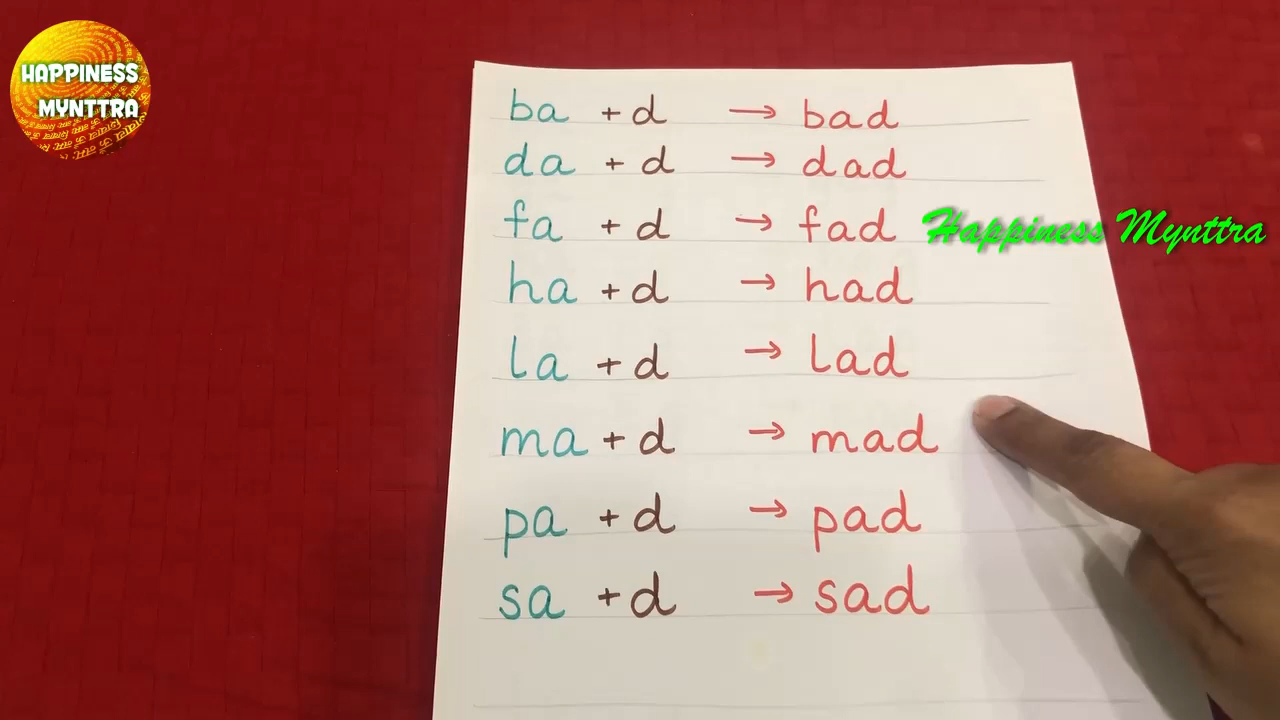 HAPPINESS
MYNTTRA
ba + d → bad
da + d → dad
fa + d → fad
Happiness Mynttra
ha + d → had
la + d → lad
ma + d → mad
pa + d → pad
sa + d → sad